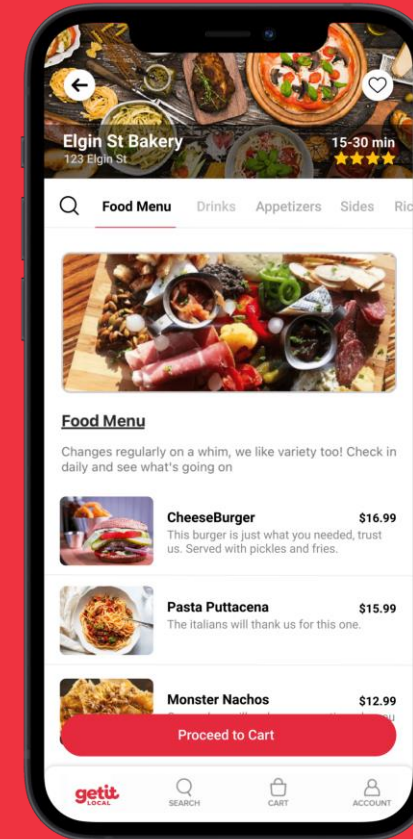 Elgin St Bakery
123 Elgin St
15-30 min
Food Menu Drinks Appetizers Sides Ric
Food Menu
Changes regularly on a whim, we like variety too! Check in
daily and see what's going on
CheeseBurger $16.99
This burger is just what you needed, trust
us. Served with pickles and fries.
Pasta Puttacena $15.99
The italians will thank us for this one.
Monster Nachos $12.99
Proceed to Cart
getit
LOCAL
SEARCH
CART
ACCOUNT